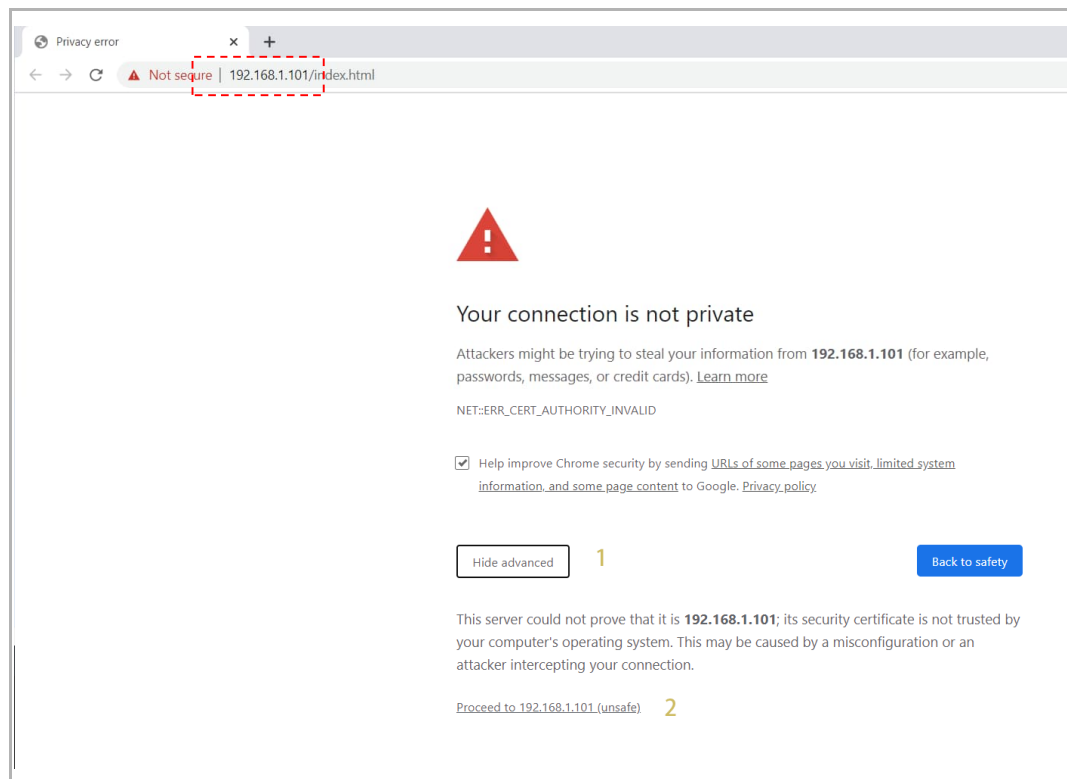 Privacy error
Not secure | 192.168.1.101/index.html
Your connection is not private
Attackers might be trying to steal your information from 192.168.1.101 (for example,
passwords, messages, or credit cards). Learn more
NET::ERR_CERT_AUTHORITY_INVALID
Help improve Chrome security by sending URLs of some pages you visit, limited system
information, and some page content to Google. Privacy policy
Hide advanced 1 Back to safety
This server could not prove that it is 192.168.1.101; its security certificate is not trusted by
your computer's operating system. This may be caused by a misconfiguration or an
attacker intercepting your connection.
Proceed to 192.168.1.101 (unsafe) 2